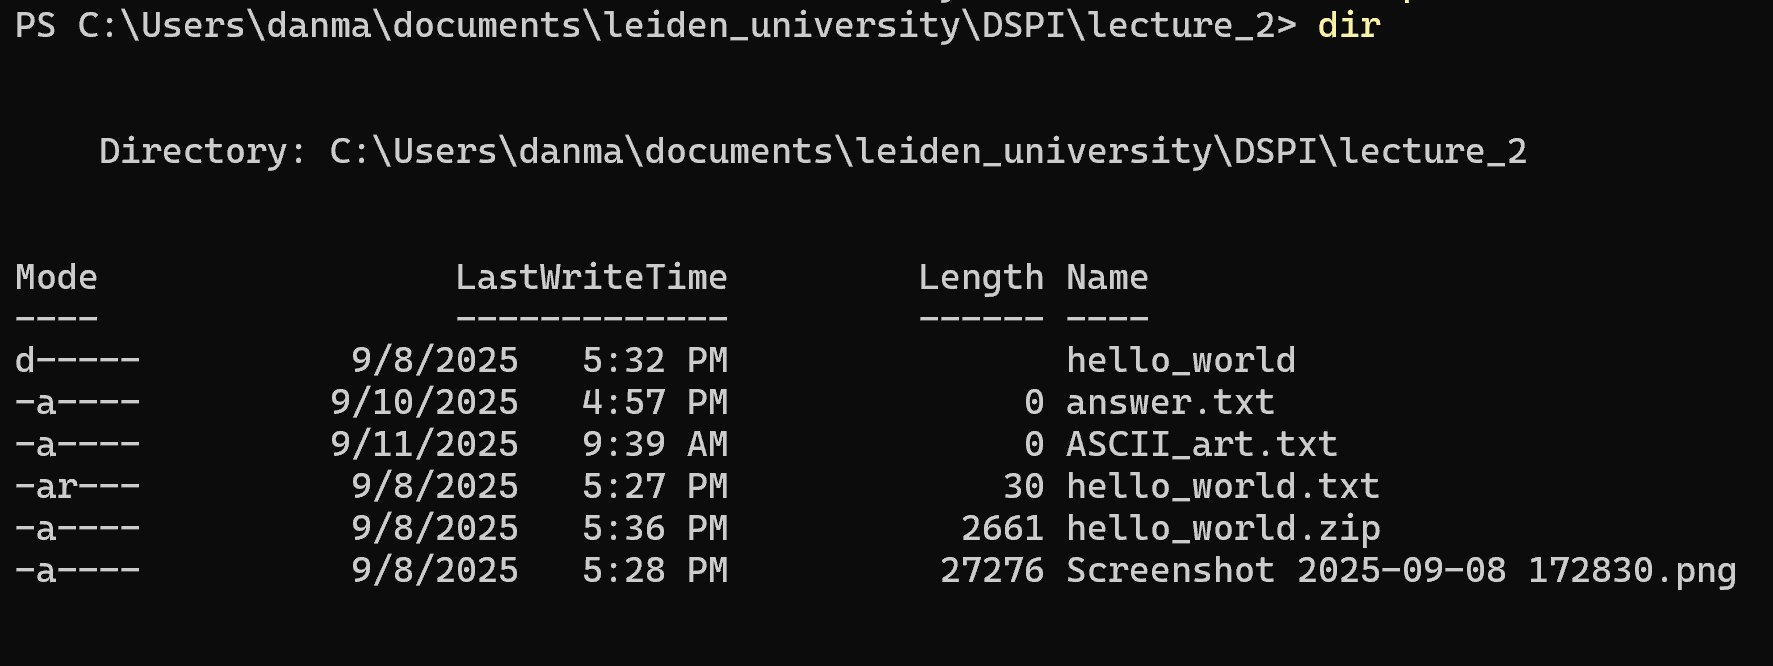 PS C:\Users\danma\documents\leiden_university\DSPI\lecture_2> dir
Directory: C:\Users\danma\documents\leiden_university\DSPI\lecture_2
Mode                 LastWriteTime         Length Name
----                 -------------         ------ ----
d-----          9/8/2025   5:32 PM                hello_world
-a----         9/10/2025   4:57 PM              0 answer.txt
-a----         9/11/2025   9:39 AM              0 ASCII_art.txt
-ar---          9/8/2025   5:27 PM             30 hello_world.txt
-a----          9/8/2025   5:36 PM           2661 hello_world.zip
-a----          9/8/2025   5:28 PM          27276 Screenshot 2025-09-08 172830.png